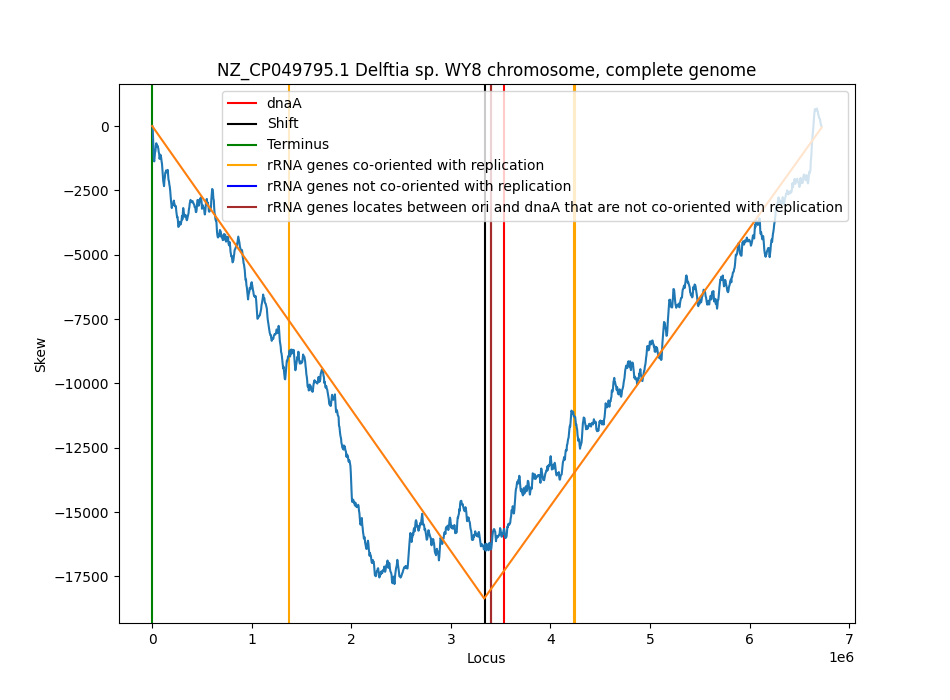 NZ_CP049795.1 Delftia sp. WY8 chromosome, complete genome
dnaA
Shift
Terminus
rRNA genes co-oriented with replication
rRNA genes not co-oriented with replication
rRNA genes locates between ori and dnaA that are not co-oriented with replication
Skew
0
−2500
−5000
−7500
−10000
−12500
−15000
−17500
0 1 2 3 4 5 6 7
1e6
Locus